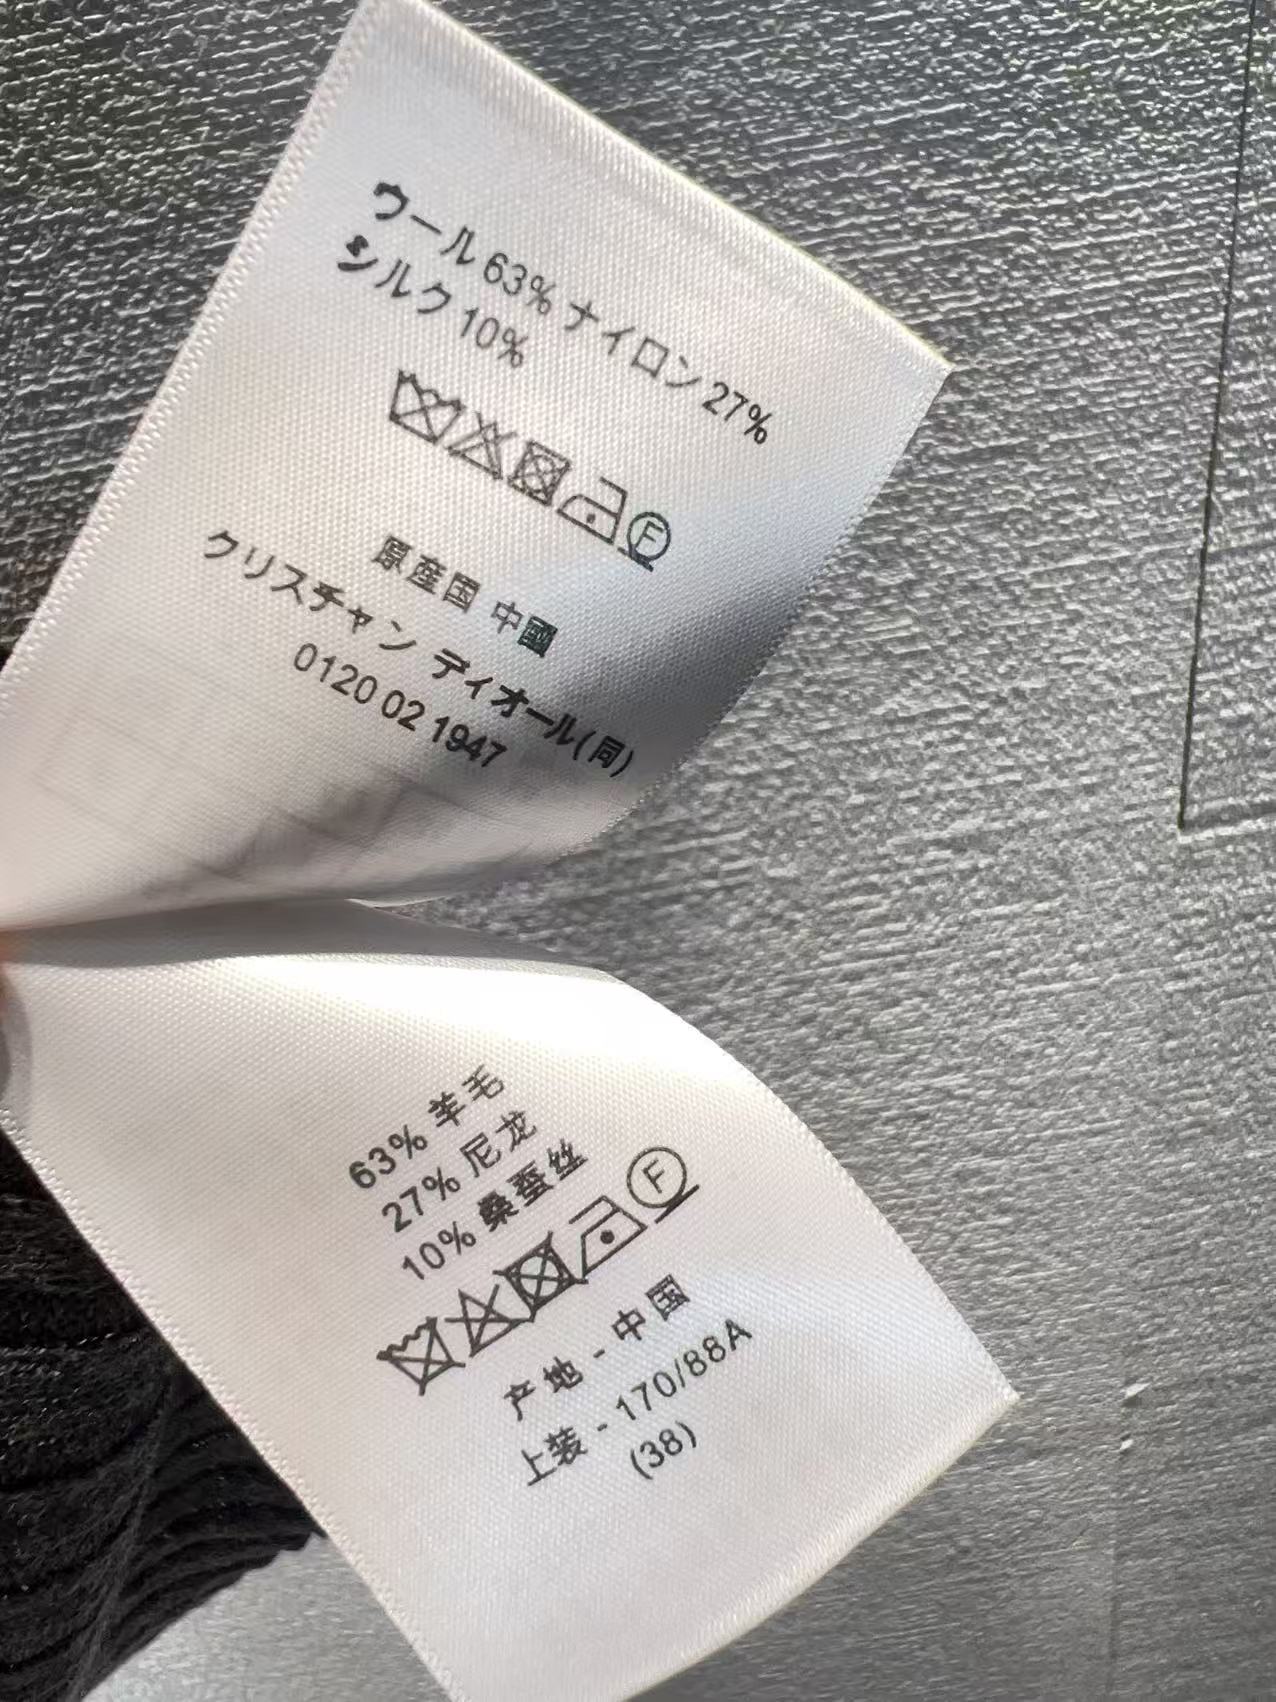 ウール 63% ナイロン 27%
シルク 10%
F
原産国 中國
クリスチャン ディオール(同)
0120 02 1947
63% 羊毛
27% 尼龙
10% 桑蚕丝
F
产地 - 中国
上装 - 170/88A
(38)